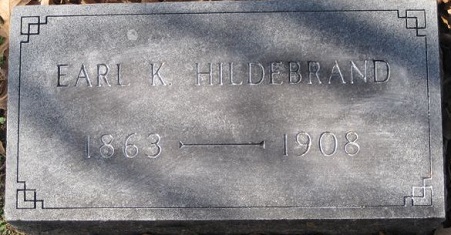 EARL K. HILDEBRAND
1863 — 1908